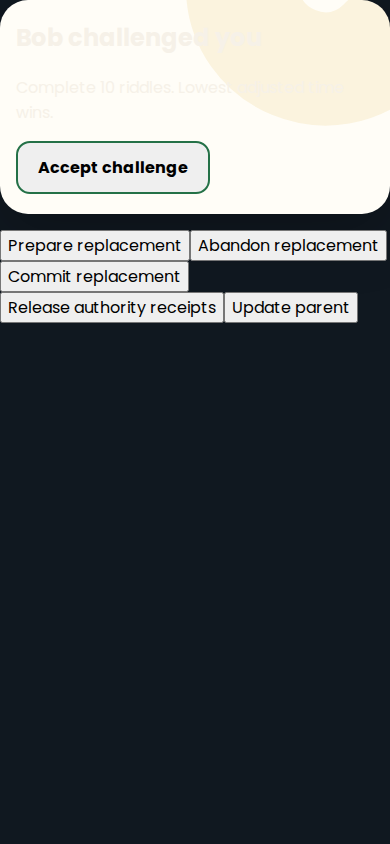 Bob challenged you
Complete 10 riddles. Lowest
wins.
Accept challenge
Prepare replacement Abandon replacement
Commit replacement
Release authority receipts Update parent